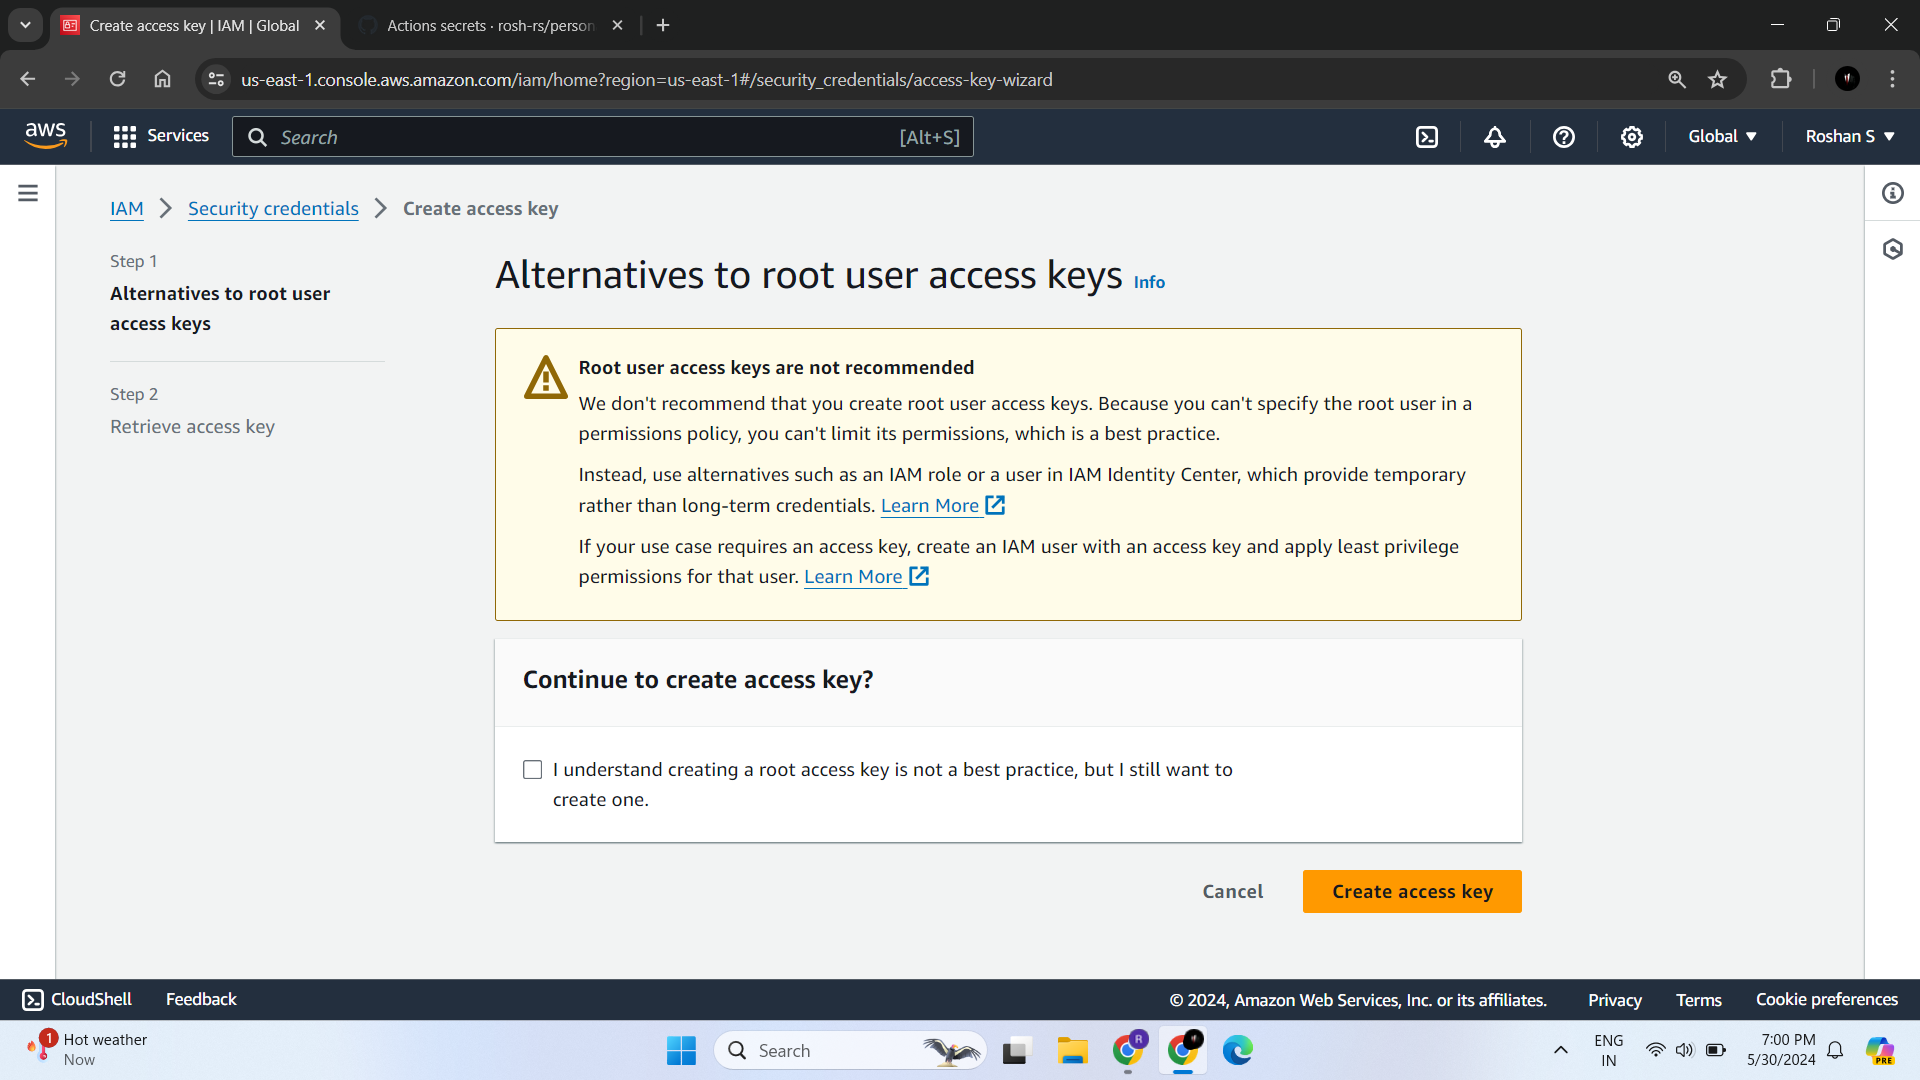 Create access key | IAM | Global
Actions secrets · rosh-rs/person
us-east-1.console.aws.amazon.com/iam/home?region=us-east-1#/security_credentials/access-key-wizard
aws
Services
Search
[Alt+S]
Global
Roshan S
IAM
Security credentials
Create access key
Step 1
Alternatives to root user
access keys
Step 2
Retrieve access key
Alternatives to root user access keys Info
Root user access keys are not recommended
We don't recommend that you create root user access keys. Because you can't specify the root user in a
permissions policy, you can't limit its permissions, which is a best practice.
Instead, use alternatives such as an IAM role or a user in IAM Identity Center, which provide temporary
rather than long-term credentials. Learn More
If your use case requires an access key, create an IAM user with an access key and apply least privilege
permissions for that user. Learn More
Continue to create access key?
I understand creating a root access key is not a best practice, but I still want to
create one.
Cancel
Create access key
CloudShell
Feedback
© 2024, Amazon Web Services, Inc. or its affiliates.
Privacy
Terms
Cookie preferences
1
Hot weather
Now
Search
R
ENG
IN
7:00 PM
5/30/2024
PRE